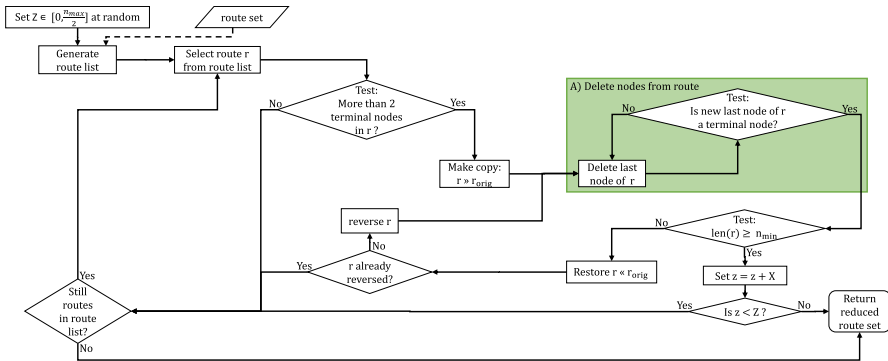 Set Z ∈ [0, n_max/2] at random
route set
Generate
route list
Select route r
from route list
Test:
More than 2
terminal nodes
in r ?
No
Yes
A) Delete nodes from route
Test:
Is new last node of r
a terminal node?
No
Yes
Make copy:
r » r_orig
Delete last
node of r
reverse r
No
Test:
len(r) ≥ n_min
No
Yes
r already
reversed?
Yes
Restore r « r_orig
Set z = z + X
Is z < Z ?
Yes
No
Return
reduced
route set
Yes
Still
routes
in route
list?
No